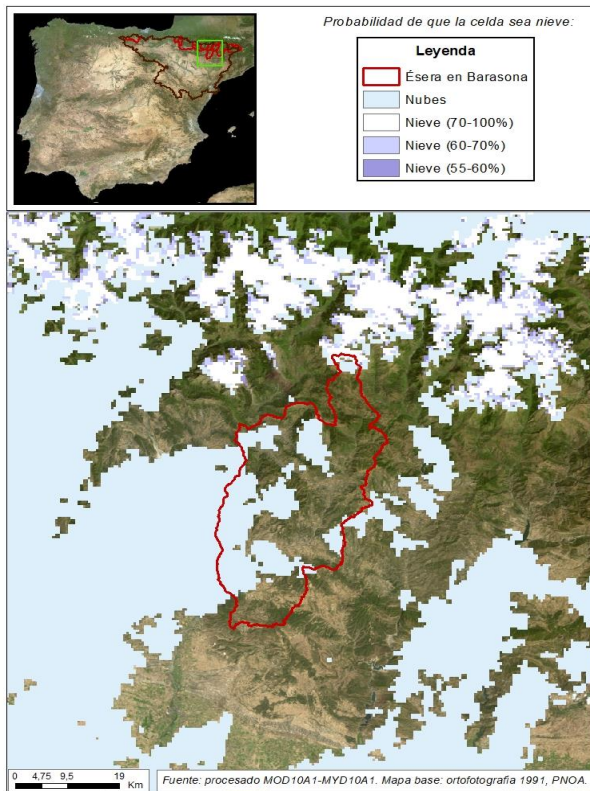 Probabilidad de que la celda sea nieve:
Leyenda
Ésera en Barasona
Nubes
Nieve (70-100%)
Nieve (60-70%)
Nieve (55-60%)
0 4,75 9,5 19
Km
Fuente: procesado MOD10A1-MYD10A1. Mapa base: ortofotografia 1991, PNOA.